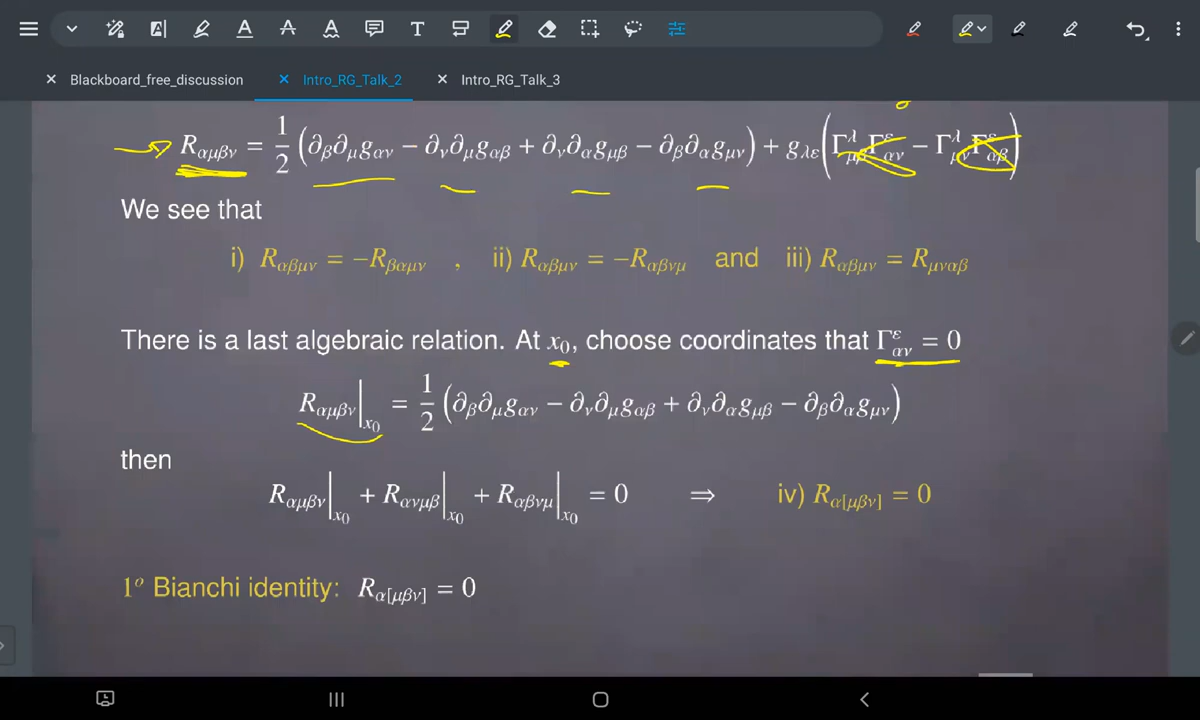 Blackboard_free_discussion Intro_RG_Talk_2 Intro_RG_Talk_3
R_{αμβν} = 1/2 (∂_β∂_μ g_{αν} − ∂_ν∂_μ g_{αβ} + ∂_ν∂_α g_{μβ} − ∂_β∂_α g_{μν}) + g_{λε} (Γ^λ_{μβ} Γ^ε_{αν} − Γ^λ_{μν} Γ^ε_{αβ})
We see that
i) R_{αβμν} = −R_{βαμν} , ii) R_{αβμν} = −R_{αβνμ} and iii) R_{αβμν} = R_{μναβ}
There is a last algebraic relation. At x_0, choose coordinates that Γ^ε_{αν} = 0
R_{αμβν}|_{x_0} = 1/2 (∂_β∂_μ g_{αν} − ∂_ν∂_μ g_{αβ} + ∂_ν∂_α g_{μβ} − ∂_β∂_α g_{μν})
then
R_{αμβν}|_{x_0} + R_{ανμβ}|_{x_0} + R_{αβνμ}|_{x_0} = 0 ⇒ iv) R_{α[μβν]} = 0
1º Bianchi identity: R_{α[μβν]} = 0